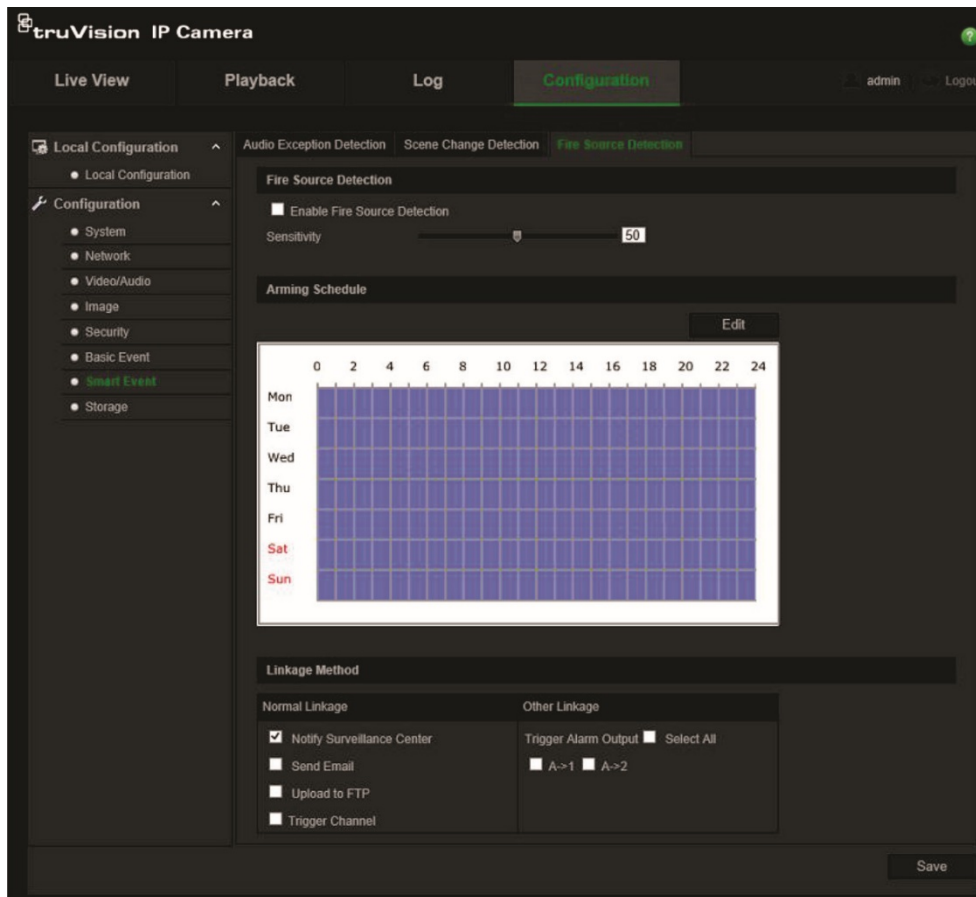 truVision IP Camera
?
Live View Playback Log Configuration admin Logou
Local Configuration
Local Configuration
Configuration
System
Network
Video/Audio
Image
Security
Basic Event
Smart Event
Storage
Audio Exception Detection Scene Change Detection Fire Source Detection
Fire Source Detection
Enable Fire Source Detection
Sensitivity 50
Arming Schedule
Edit
0 2 4 6 8 10 12 14 16 18 20 22 24
Mon
Tue
Wed
Thu
Fri
Sat
Sun
Linkage Method
Normal Linkage Other Linkage
Notify Surveillance Center Trigger Alarm Output Select All
Send Email A->1 A->2
Upload to FTP
Trigger Channel
Save